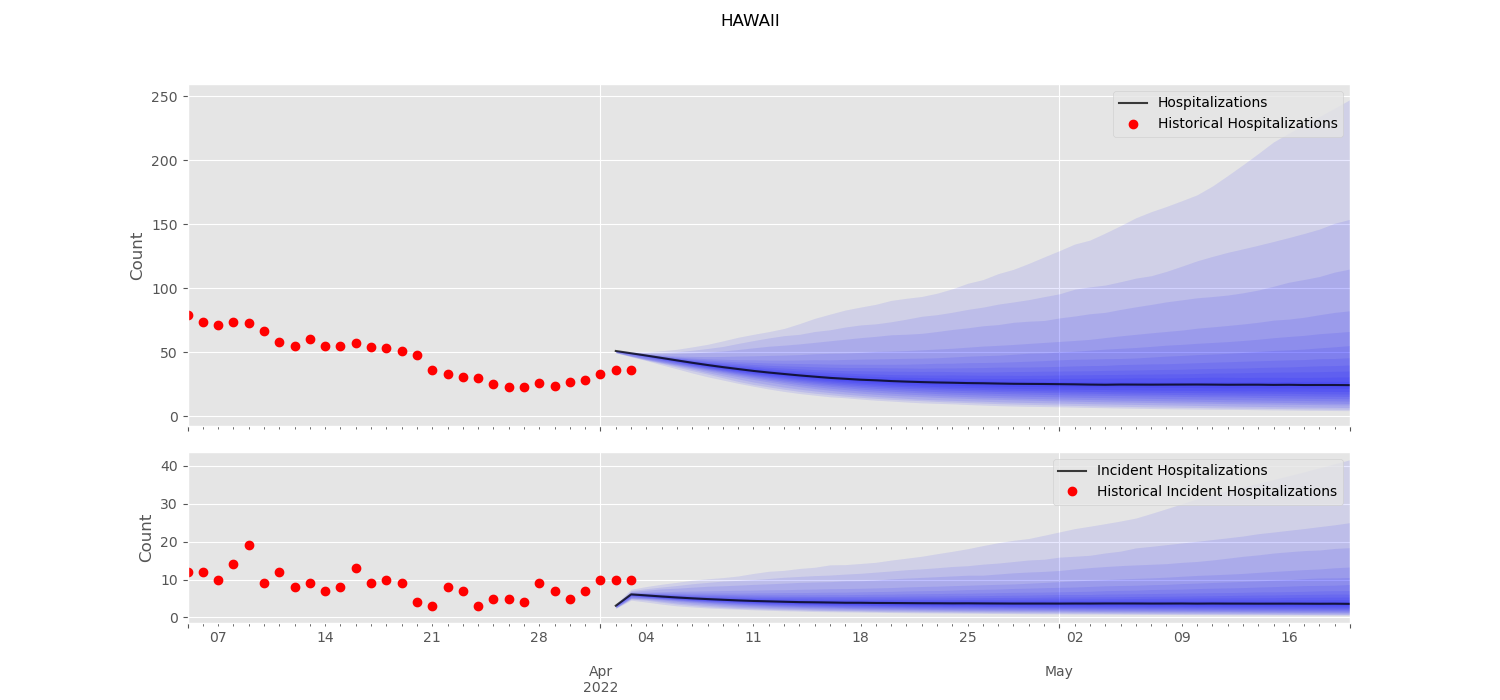 HAWAII
250
200
150
100
50
0
Count
Hospitalizations
Historical Hospitalizations
40
30
20
10
0
Count
Incident Hospitalizations
Historical Incident Hospitalizations
07 14 21 28 04 11 18 25 02 09 16
Apr May
2022